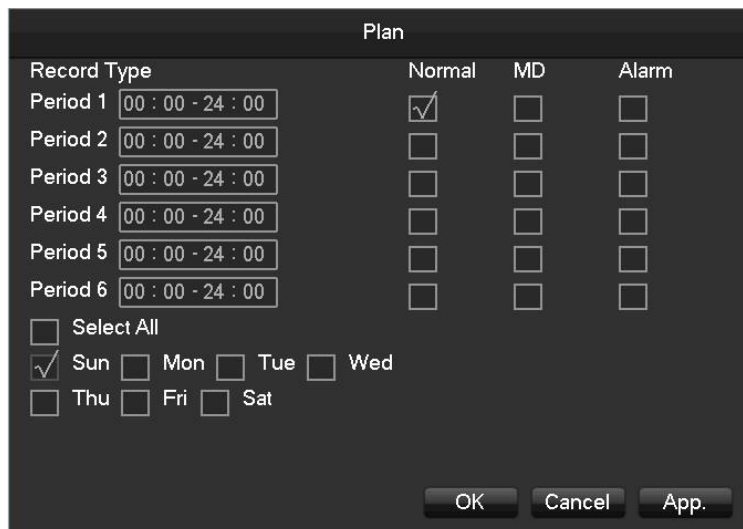 Plan
Record Type Normal MD Alarm
Period 1 00 : 00 - 24 : 00
Period 2 00 : 00 - 24 : 00
Period 3 00 : 00 - 24 : 00
Period 4 00 : 00 - 24 : 00
Period 5 00 : 00 - 24 : 00
Period 6 00 : 00 - 24 : 00
Select All
Sun Mon Tue Wed
Thu Fri Sat
OK Cancel App.